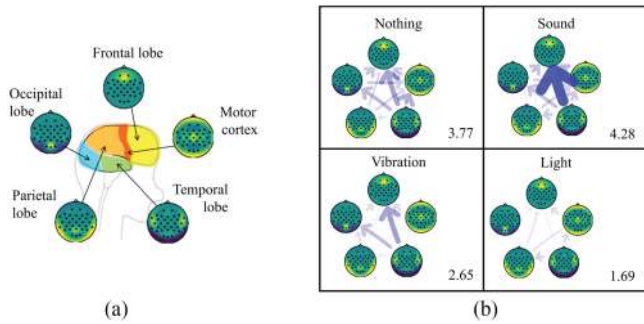 Frontal lobe
Occipital
lobe
Motor
cortex
Parietal
lobe
Temporal
lobe
(a)
Nothing
3.77
Sound
4.28
Vibration
2.65
Light
1.69
(b)